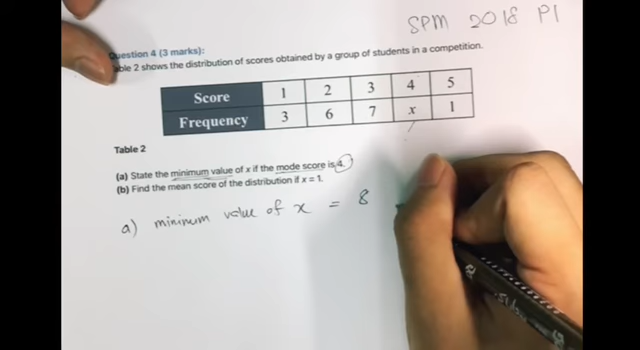 SPM 2018 P1
Question 4 (3 marks):
Table 2 shows the distribution of scores obtained by a group of students in a competition.
Score 1 2 3 4 5
Frequency 3 6 7 x 1
Table 2
(a) State the minimum value of x if the mode score is 4.
(b) Find the mean score of the distribution if x = 1.
a) minimum value of x = 8